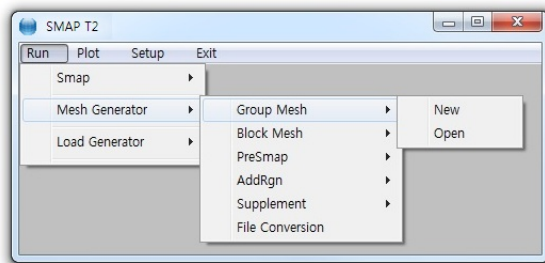 SMAP T2
Run Plot Setup Exit
Smap
Mesh Generator
Load Generator
Group Mesh
Block Mesh
PreSmap
AddRgn
Supplement
File Conversion
New
Open